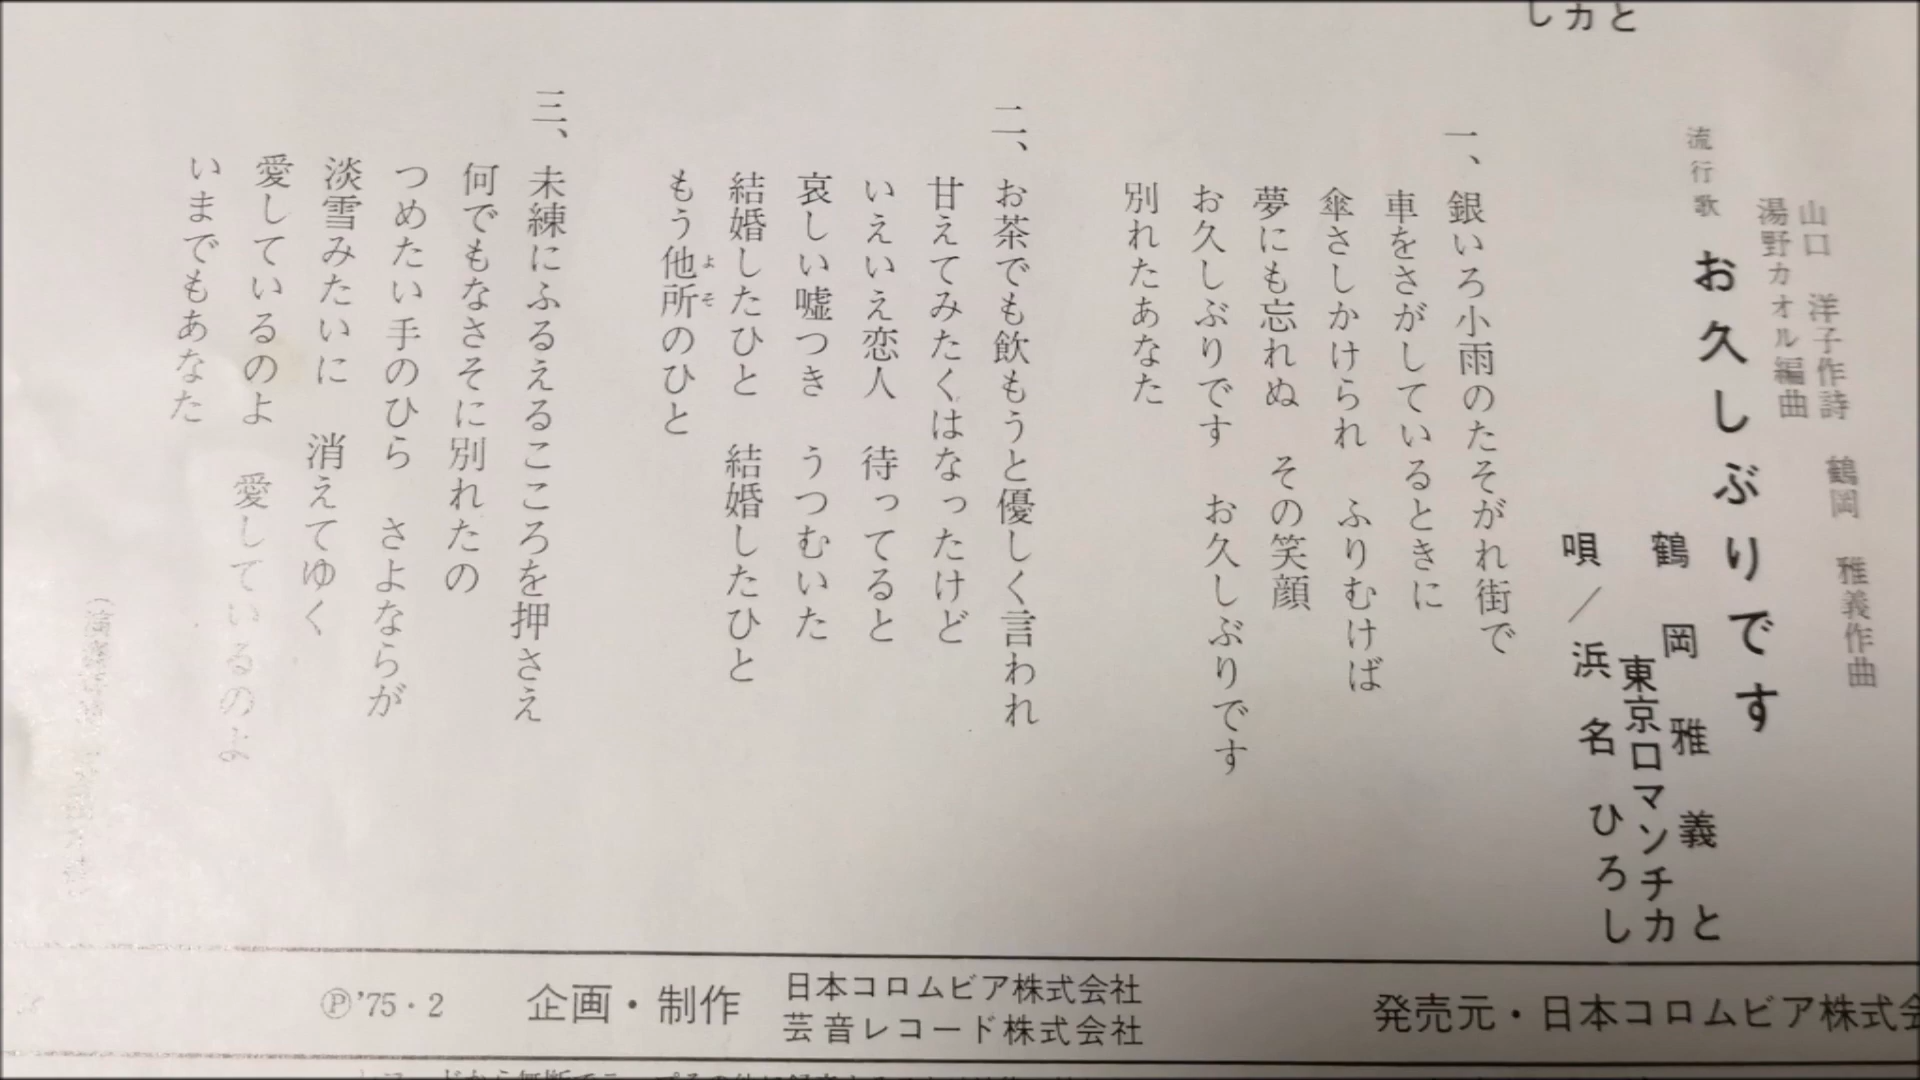 しカと
山口 洋子作詩 鶴岡 雅義作曲
湯野カオル編曲
流行歌 お久しぶりです
鶴岡雅義と
東京ロマンチカ
唄／浜名ひろし
一、銀いろ小雨のたそがれ街で
車をさがしているときに
傘さしかけられ ふりむけば
夢にも忘れぬ その笑顔
お久しぶりです お久しぶりです
別れたあなた
二、お茶でも飲もうと優しく言われ
甘えてみたくはなったけど
いえいえ恋人 待ってると
哀しい嘘つき うつむいた
結婚したひと 結婚したひと
もう他所のひと
よそ
三、未練にふるえるこころを押さえ
何でもなさそに別れたの
つめたい手のひら さよならが
淡雪みたいに 消えてゆく
愛しているのよ 愛しているのよ
いまでもあなた
Ⓟ'75・2 企画・制作 日本コロムビア株式会社
芸音レコード株式会社
発売元・日本コロムビア株式会